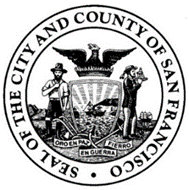 SEAL OF THE CITY AND COUNTY OF SAN FRANCISCO
ORO EN PAZ
FIERRO
EN GUERRA